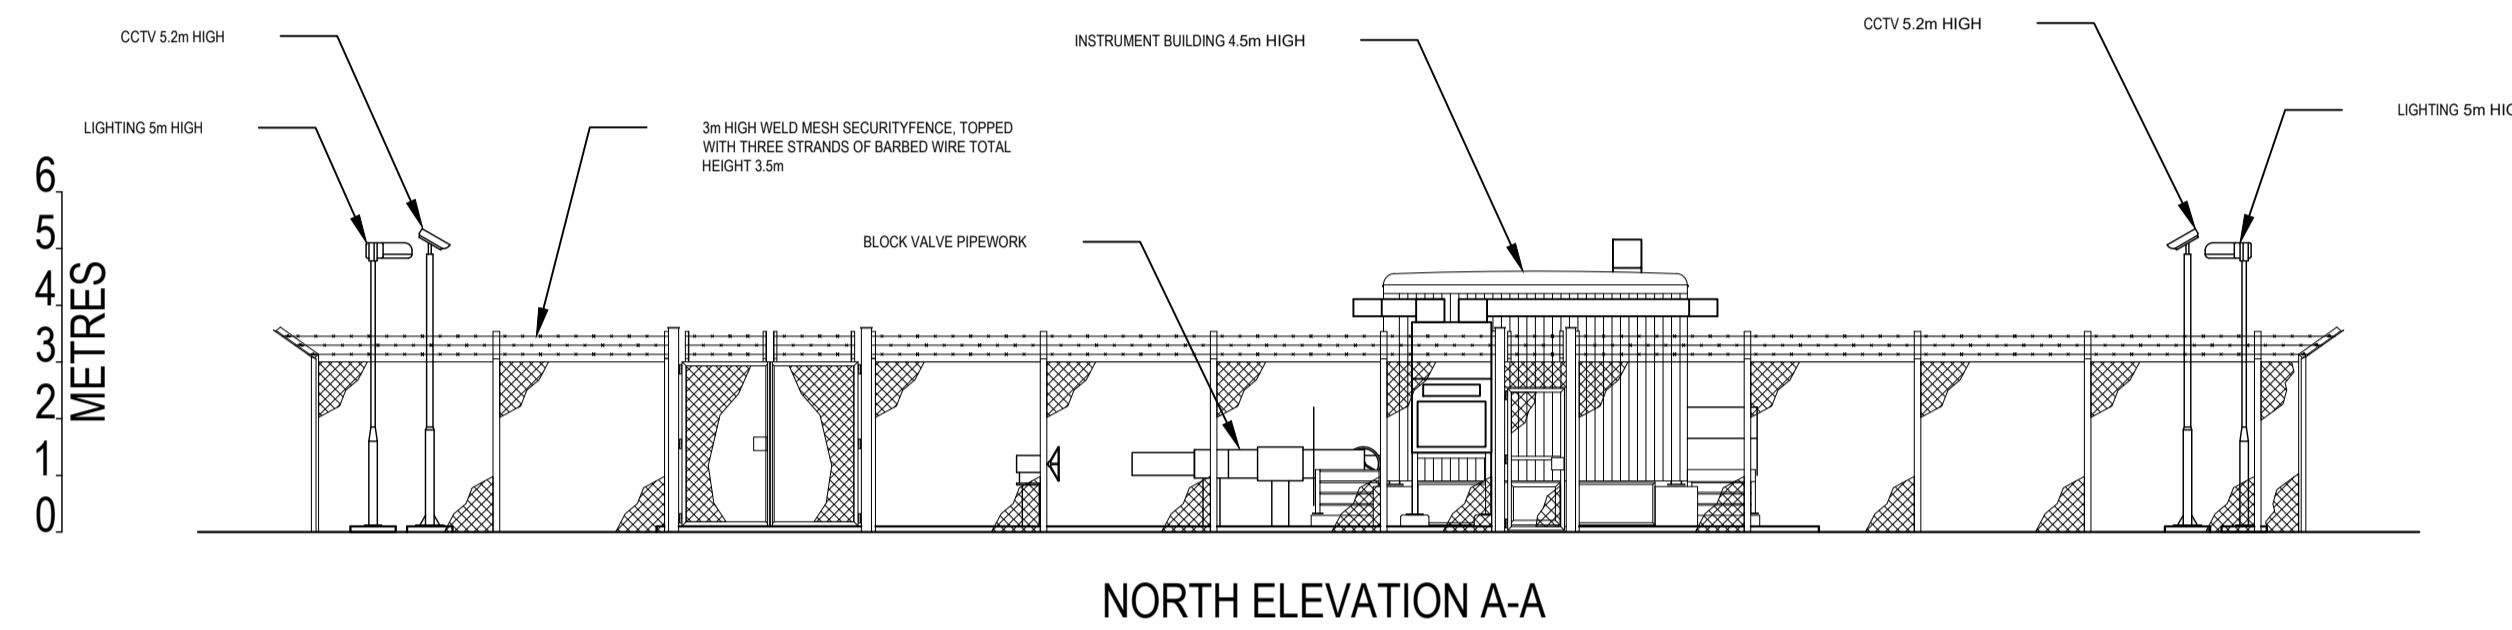 CCTV 5.2m HIGH
INSTRUMENT BUILDING 4.5m HIGH
CCTV 5.2m HIGH
LIGHTING 5m HIGH
3m HIGH WELD MESH SECURITYFENCE, TOPPED
WITH THREE STRANDS OF BARBED WIRE TOTAL
HEIGHT 3.5m
LIGHTING 5m HIG
BLOCK VALVE PIPEWORK
6
5
4
3
2
1
0
METRES
NORTH ELEVATION A-A